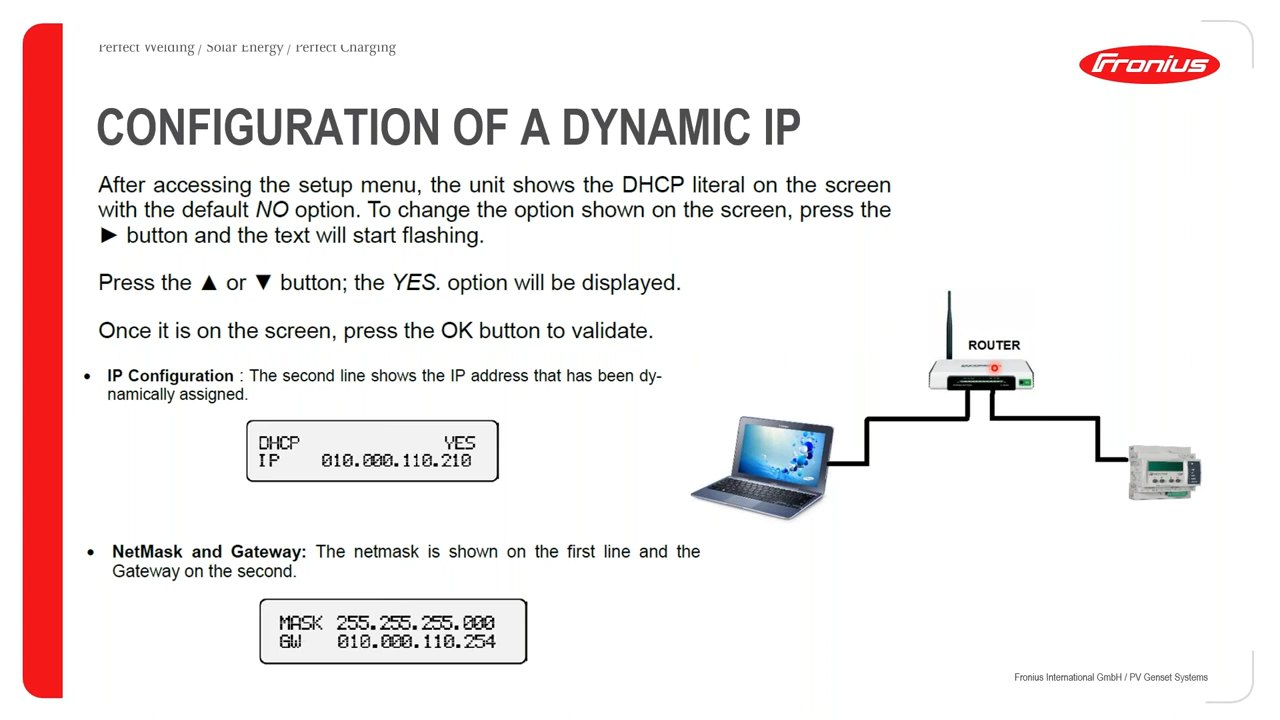 Perfect Welding / Solar Energy / Perfect Charging
Fronius
CONFIGURATION OF A DYNAMIC IP
After accessing the setup menu, the unit shows the DHCP literal on the screen
with the default NO option. To change the option shown on the screen, press the
► button and the text will start flashing.
Press the ▲ or ▼ button; the YES. option will be displayed.
Once it is on the screen, press the OK button to validate.
• IP Configuration : The second line shows the IP address that has been dy-
namically assigned.
DHCP YES
IP 010.000.110.210
• NetMask and Gateway: The netmask is shown on the first line and the
Gateway on the second.
MASK 255.255.255.000
GW 010.000.110.254
ROUTER
Fronius International GmbH / PV Genset Systems